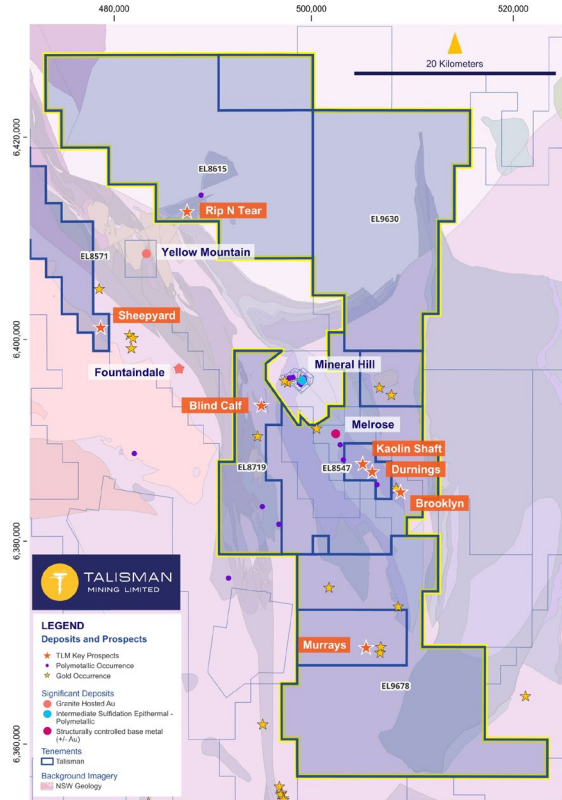 480,000
500,000
520,000
20 Kilometers
6,420,000
EL8615
Rip N Tear
EL9630
Yellow Mountain
EL8571
Sheepyard
6,400,000
Mineral Hill
Fountaindale
Blind Calf
Melrose
Kaolin Shaft
EL8719
EL8547
Durnings
Brooklyn
6,380,000
TALISMAN
MINING LIMITED
LEGEND
Deposits and Prospects
TLM Key Prospects
Polymetallic Occurrence
Gold Occurrence
Significant Deposits
Granite Hosted Au
Intermediate Sulfidation Epithermal -
Polymetallic
Structurally controlled base metal
(+/- Au)
Tenements
Talisman
Background Imagery
NSW Geology
Murrays
EL9678
6,360,000